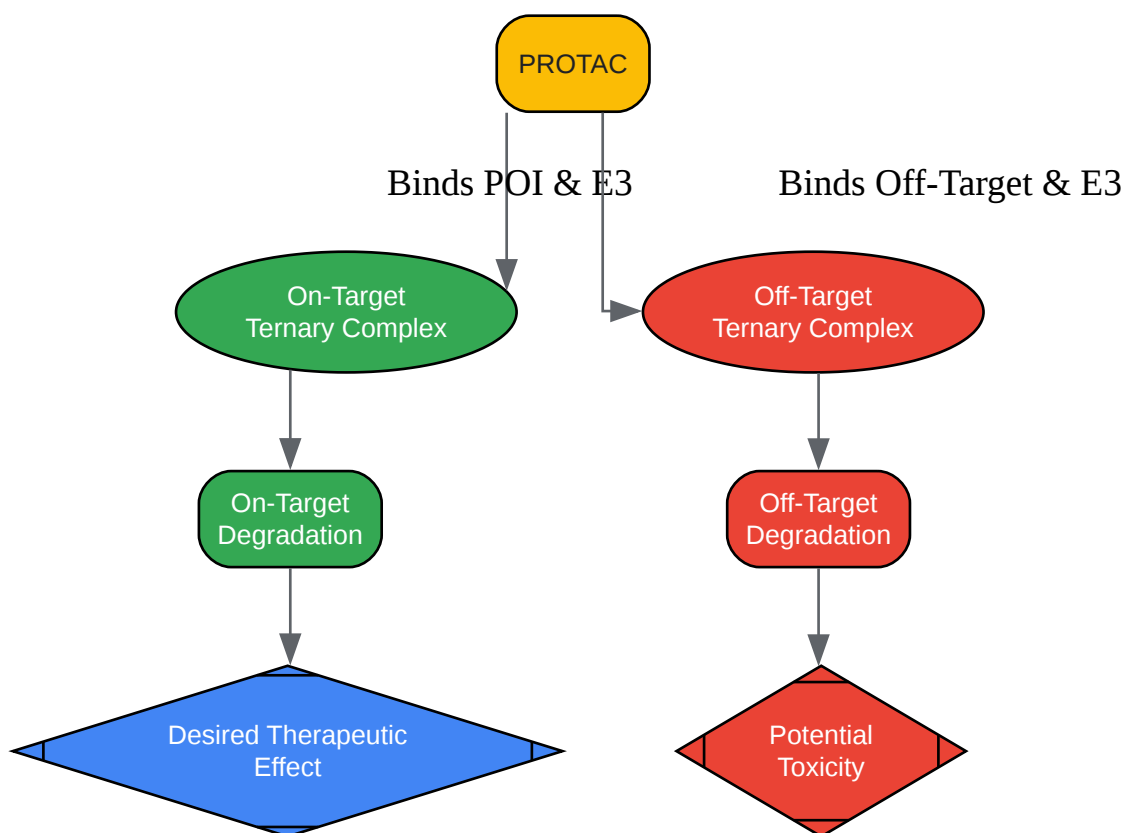 PROTAC
Binds POI & E3
Binds Off-Target & E3
On-Target
Ternary Complex
Off-Target
Ternary Complex
On-Target
Degradation
Off-Target
Degradation
Desired Therapeutic
Effect
Potential
Toxicity